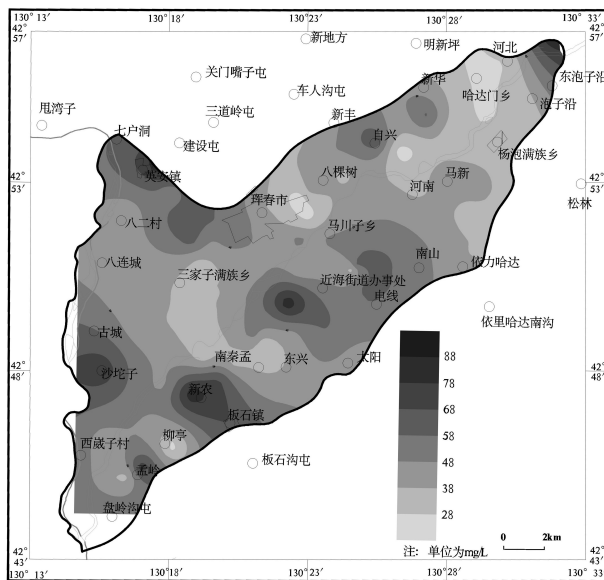 130° 13′
130° 18′
130° 23′
130° 28′
130° 33′
42°
57′
42°
57′
新地方
明新坪
河北
关门嘴子屯
东泡子沿
新华
哈达门乡
车人沟屯
泡子沿
甩湾子
三道岭屯
新丰
七户洞
自兴
建设屯
杨泡满族乡
英安镇
八棵树
马新
42°
53′
42°
53′
河南
珲春市
松林
八二村
马川子乡
八连城
南山
依力哈达
三家子满族乡
近海街道办事处
电线
依里哈达南沟
古城
南秦孟
东兴
太阳
88
42°
48′
42°
48′
沙坨子
78
新农
68
板石镇
58
柳亭
西崴子村
48
板石沟屯
孟岭
38
28
盘岭沟屯
注: 单位为mg/L
0
2km
42°
43′
42°
43′
130° 13′
130° 18′
130° 23′
130° 28′
130° 33′